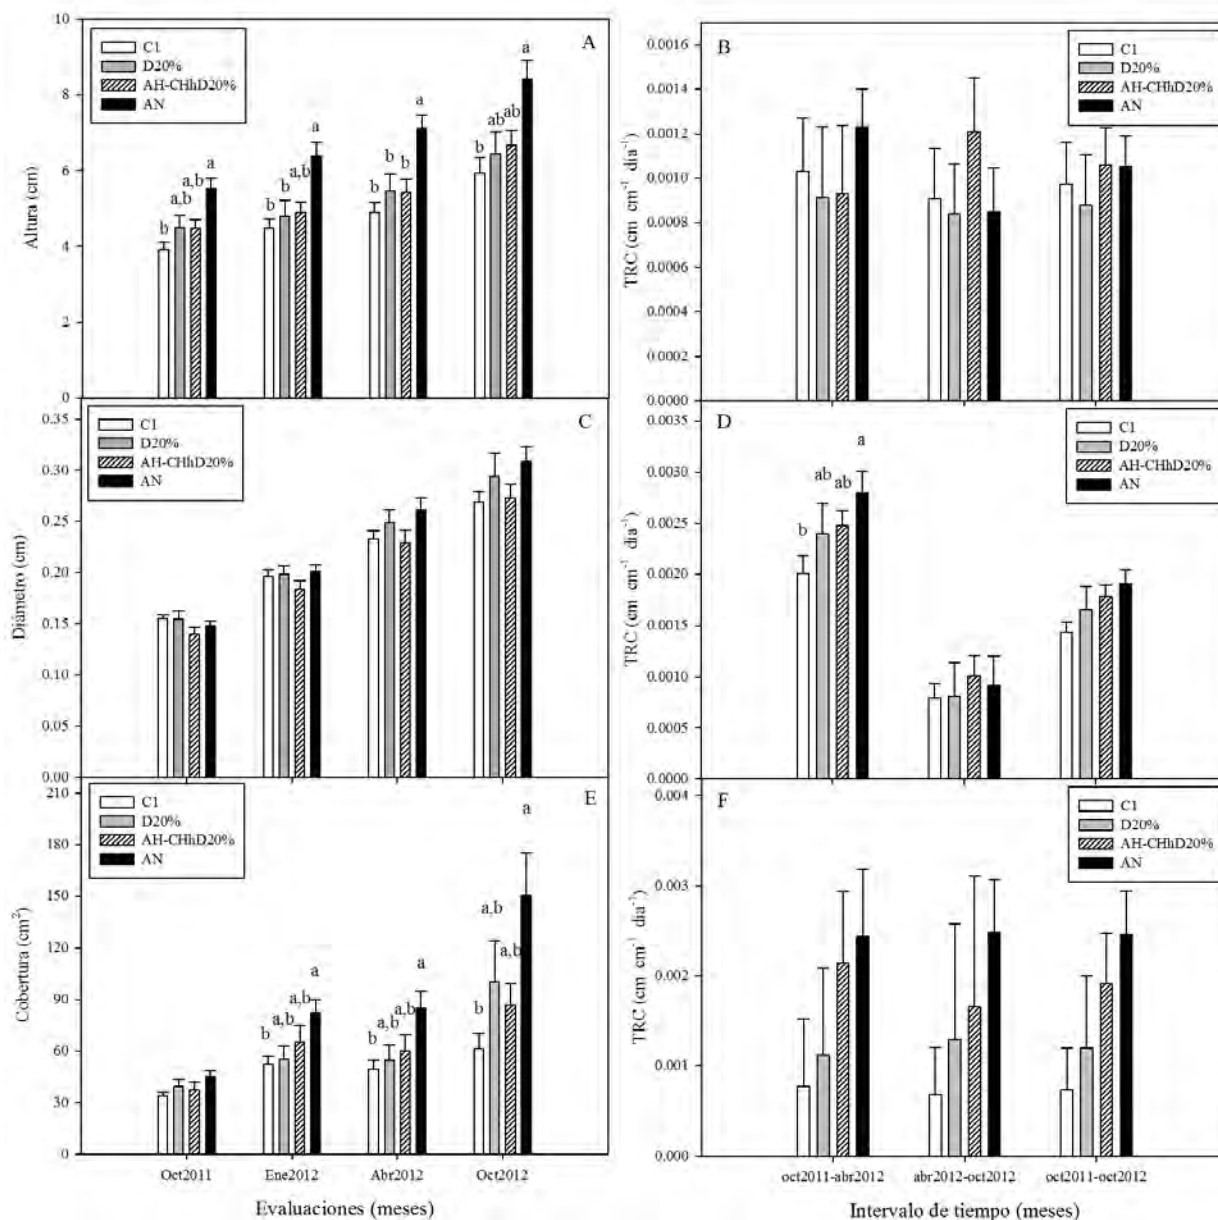 A
C1
D20%
AH-CHhD20%
AN
Altura (cm)
10
8
6
4
2
0
b
a,b
a,b
a
b
b
a,b
a
b
b
b
a
b
ab
ab
a
B
C1
D20%
AH-CHhD20%
AN
TRC (cm cm⁻¹ dia⁻¹)
0.0016
0.0014
0.0012
0.0010
0.0008
0.0006
0.0004
0.0002
0.0000
C
C1
D20%
AH-CHhD20%
AN
Diámetro (cm)
0.35
0.30
0.25
0.20
0.15
0.10
0.05
0.00
D
C1
D20%
AH-CHhD20%
AN
TRC (cm cm⁻¹ dia⁻¹)
0.0035
0.0030
0.0025
0.0020
0.0015
0.0010
0.0005
0.0000
b
ab
ab
a
E
C1
D20%
AH-CHhD20%
AN
Cobertura (cm²)
210
180
150
120
90
60
30
0
b
a,b
a,b
a
b
a,b
a,b
a
b
a,b
a,b
a
Oct2011
Ene2012
Abr2012
Oct2012
Evaluaciones (meses)
F
C1
D20%
AH-CHhD20%
AN
TRC (cm cm⁻¹ dia⁻¹)
0.004
0.003
0.002
0.001
0.000
oct2011-abr2012
abr2012-oct2012
oct2011-oct2012
Intervalo de tiempo (meses)